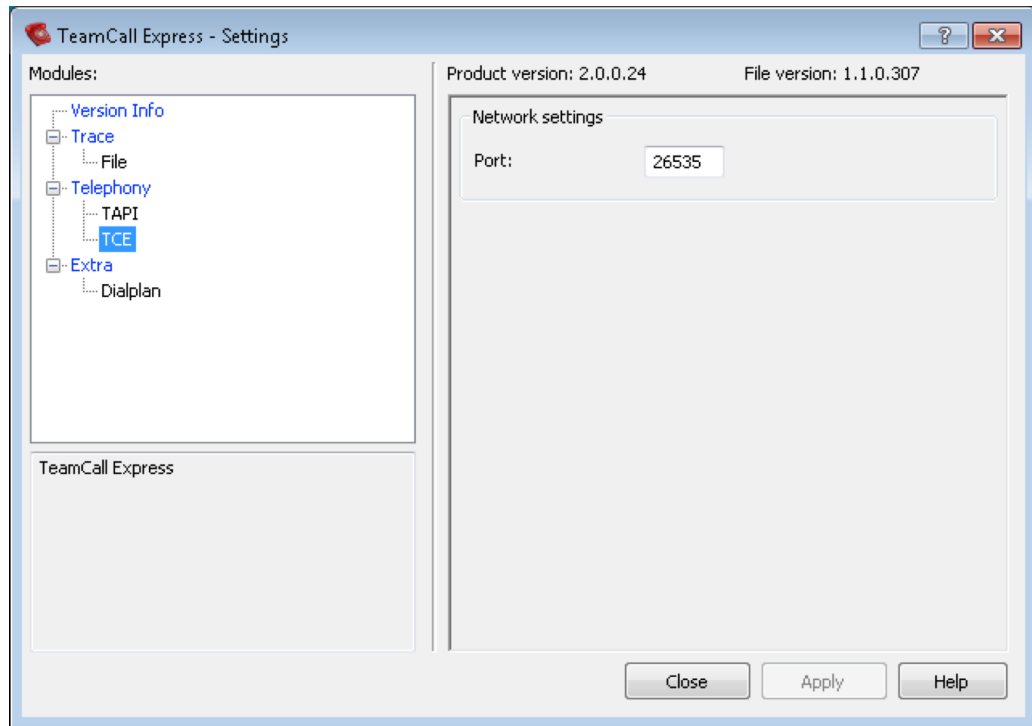 TeamCall Express - Settings
Modules:
Product version: 2.0.0.24
File version: 1.1.0.307
Version Info
Trace
File
Telephony
TAPI
TCE
Extra
Dialplan
Network settings
Port: 26535
TeamCall Express
Close
Apply
Help